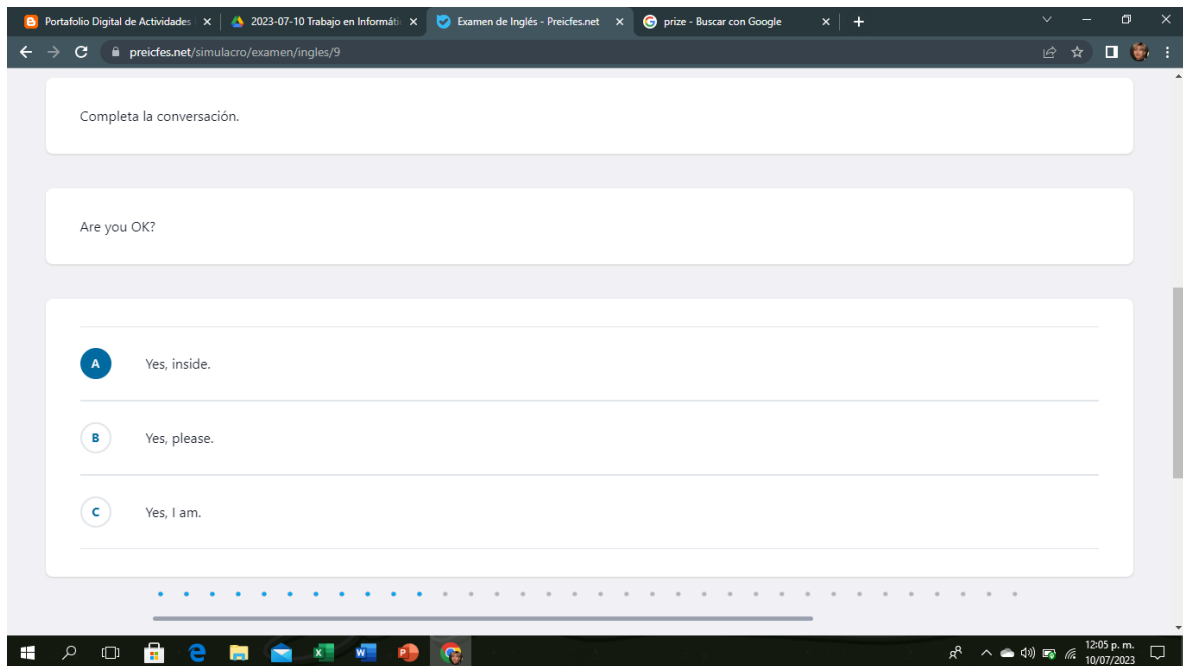 Portafolio Digital de Actividades
2023-07-10 Trabajo en Informáti
Examen de Inglés - Preicfes.net
prize - Buscar con Google
preicfes.net/simulacro/examen/ingles/9
Completa la conversación.
Are you OK?
A Yes, inside.
B Yes, please.
C Yes, I am.
12:05 p. m.
10/07/2023